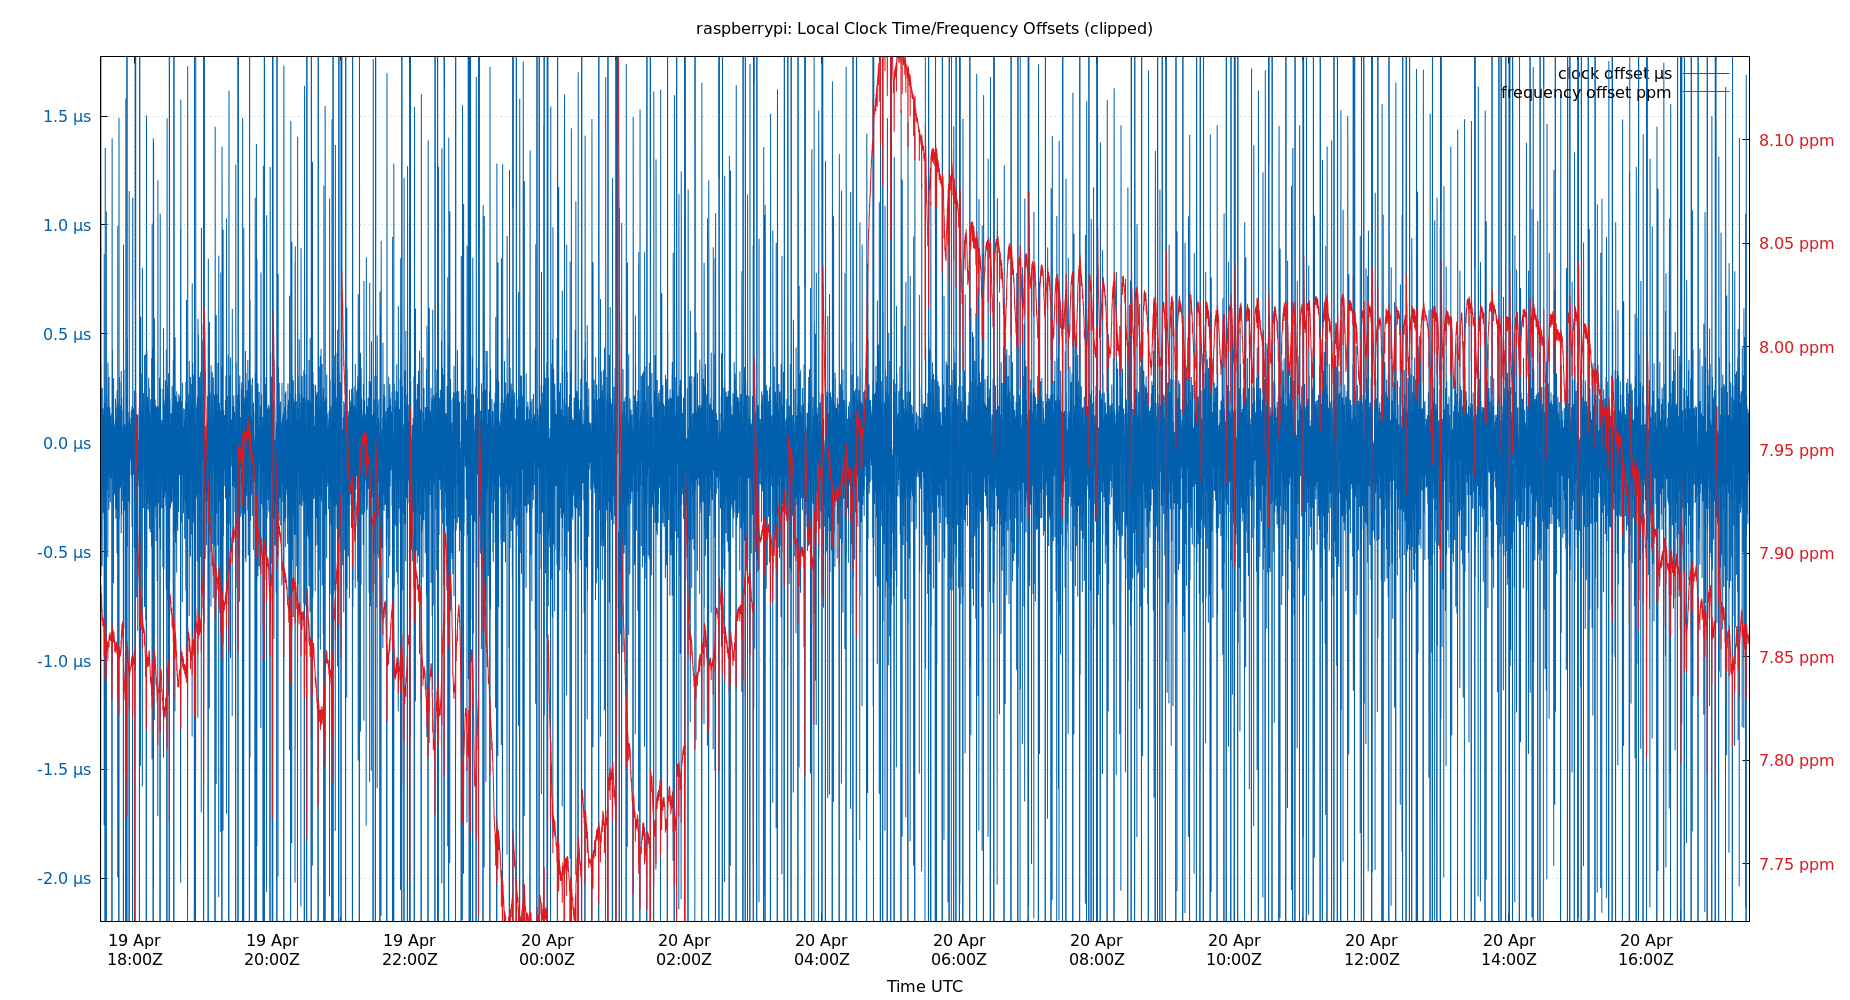 raspberrypi: Local Clock Time/Frequency Offsets (clipped)
clock offset µs
frequency offset ppm
1.5 µs
1.0 µs
0.5 µs
0.0 µs
-0.5 µs
-1.0 µs
-1.5 µs
-2.0 µs
8.10 ppm
8.05 ppm
8.00 ppm
7.95 ppm
7.90 ppm
7.85 ppm
7.80 ppm
7.75 ppm
19 Apr 19 Apr 19 Apr 20 Apr 20 Apr 20 Apr 20 Apr 20 Apr 20 Apr 20 Apr 20 Apr 20 Apr
18:00Z 20:00Z 22:00Z 00:00Z 02:00Z 04:00Z 06:00Z 08:00Z 10:00Z 12:00Z 14:00Z 16:00Z
Time UTC